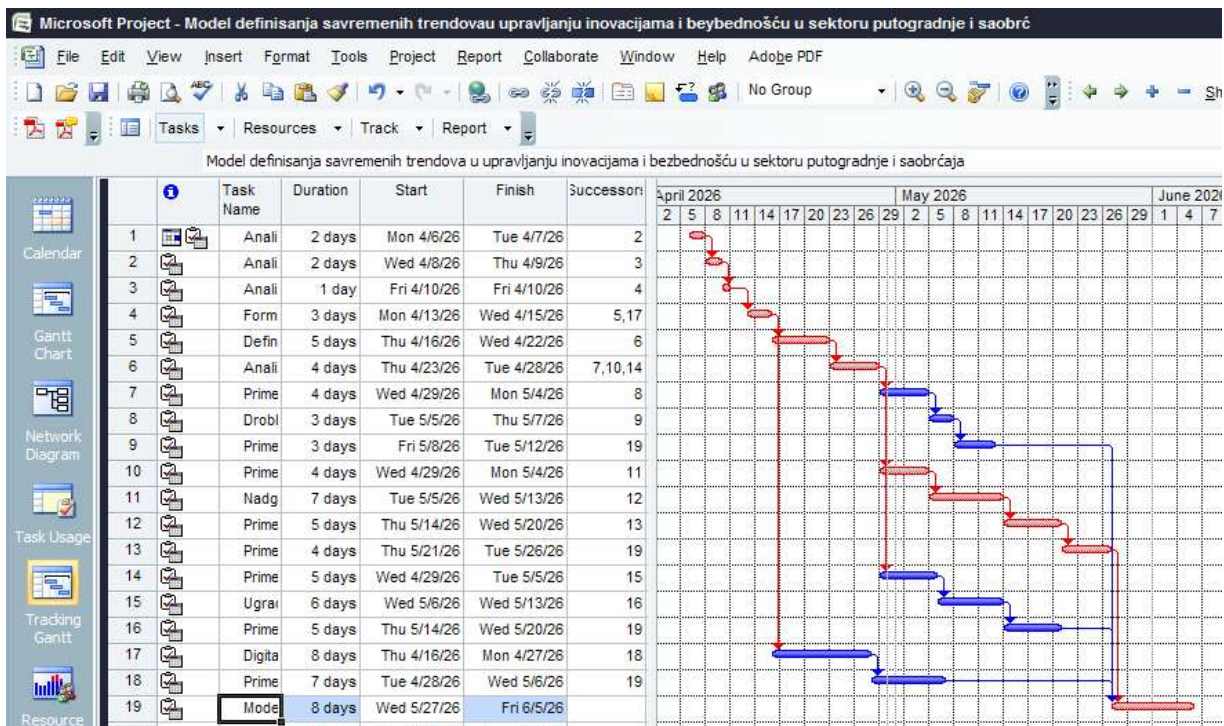 Microsoft Project - Model definisanja savremenih trendovau upravljanju inovacijama i beybednošću u sektoru putogradnje i saobrć
File Edit View Insert Format Tools Project Report Collaborate Window Help Adobe PDF
ABC No Group Sh
Tasks Resources Track Report
Model definisanja savremenih trendova u upravljanju inovacijama i bezbednošću u sektoru putogradnje i saobraćaja
Task Name Duration Start Finish Successors April 2026 May 2026 June 2026
2 5 8 11 14 17 20 23 26 29 2 5 8 11 14 17 20 23 26 29 1 4 7
1 Anali 2 days Mon 4/6/26 Tue 4/7/26 2
2 Anali 2 days Wed 4/8/26 Thu 4/9/26 3
3 Anali 1 day Fri 4/10/26 Fri 4/10/26 4
4 Form 3 days Mon 4/13/26 Wed 4/15/26 5,17
5 Defin 5 days Thu 4/16/26 Wed 4/22/26 6
6 Anali 4 days Thu 4/23/26 Tue 4/28/26 7,10,14
7 Prime 4 days Wed 4/29/26 Mon 5/4/26 8
8 Drobl 3 days Tue 5/5/26 Thu 5/7/26 9
9 Prime 3 days Fri 5/8/26 Tue 5/12/26 19
10 Prime 4 days Wed 4/29/26 Mon 5/4/26 11
11 Nadg 7 days Tue 5/5/26 Wed 5/13/26 12
12 Prime 5 days Thu 5/14/26 Wed 5/20/26 13
13 Prime 4 days Thu 5/21/26 Tue 5/26/26 19
14 Prime 5 days Wed 4/29/26 Tue 5/5/26 15
15 Ugra 6 days Wed 5/6/26 Wed 5/13/26 16
16 Prime 5 days Thu 5/14/26 Wed 5/20/26 19
17 Digita 8 days Thu 4/16/26 Mon 4/27/26 18
18 Prime 7 days Tue 4/28/26 Wed 5/6/26 19
19 Mode 8 days Wed 5/27/26 Fri 6/5/26
Calendar
Gantt
Chart
Network
Diagram
Task Usage
Tracking
Gantt
Resource